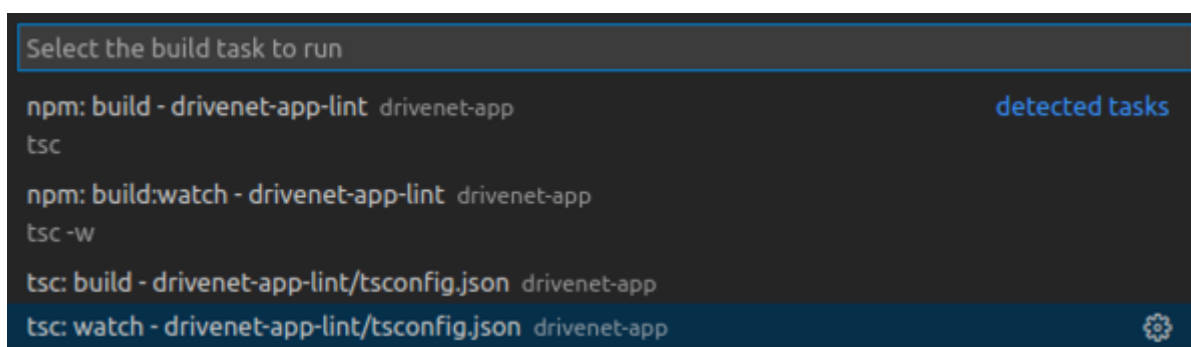 Select the build task to run
npm: build - drivenet-app-lint drivenet-app detected tasks
tsc
npm: build:watch - drivenet-app-lint drivenet-app
tsc -w
tsc: build - drivenet-app-lint/tsconfig.json drivenet-app
tsc: watch - drivenet-app-lint/tsconfig.json drivenet-app